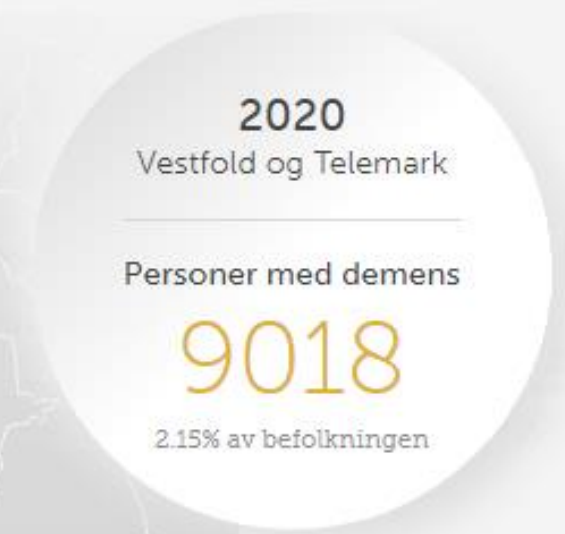 2020
Vestfold og Telemark
Personer med demens
9018
2.15% av befolkningen